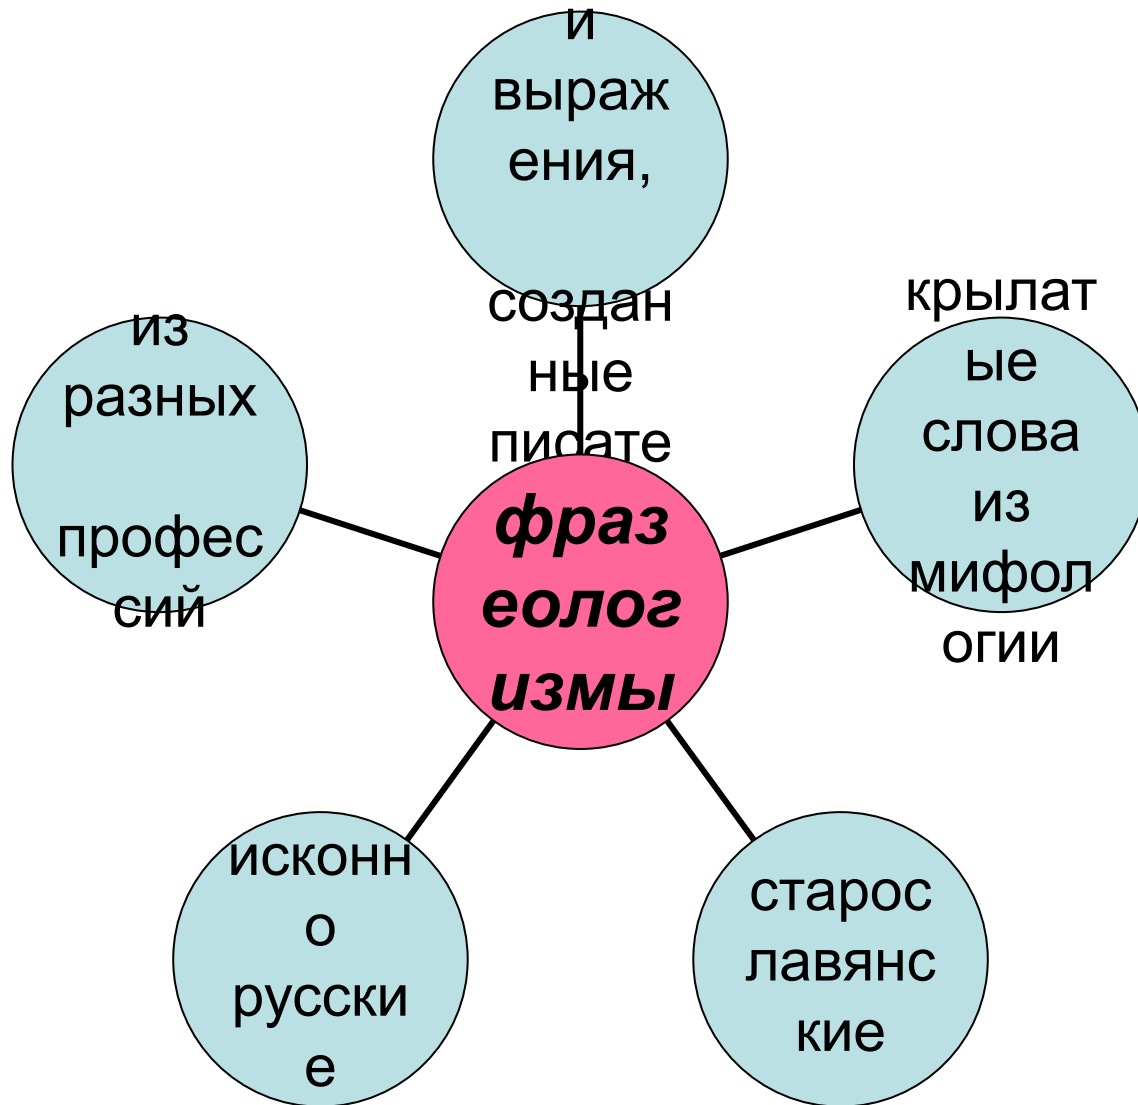 и
выраж
ения,
создан
ные
писате
крылат
ые
слова
из
мифол
огии
старос
лавянс
кие
исконн
о
русски
е
из
разных
професс
сий
фраз
еолог
измы